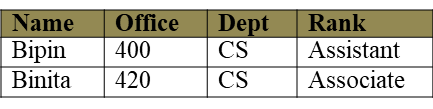 Name Office Dept Rank
Bipin 400 CS Assistant
Binita 420 CS Associate